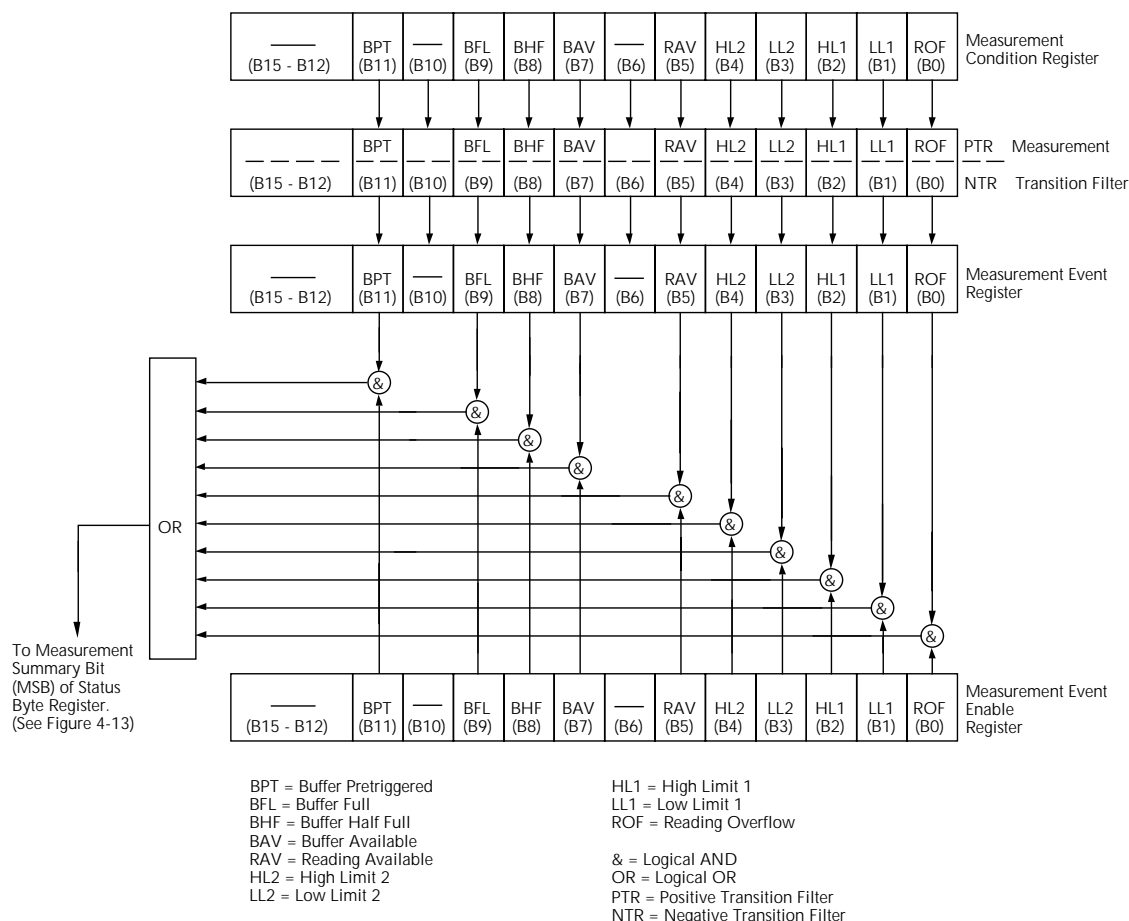 —— BPT — BFL BHF BAV — RAV HL2 LL2 HL1 LL1 ROF
(B15 - B12) (B11) (B10) (B9) (B8) (B7) (B6) (B5) (B4) (B3) (B2) (B1) (B0)
Measurement
Condition Register
BPT BFL BHF BAV RAV HL2 LL2 HL1 LL1 ROF
(B15 - B12) (B11) (B10) (B9) (B8) (B7) (B6) (B5) (B4) (B3) (B2) (B1) (B0)
PTR Measurement
NTR Transition Filter
—— BPT — BFL BHF BAV — RAV HL2 LL2 HL1 LL1 ROF
(B15 - B12) (B11) (B10) (B9) (B8) (B7) (B6) (B5) (B4) (B3) (B2) (B1) (B0)
Measurement Event
Register
&
&
&
&
&
&
&
&
&
&
OR
To Measurement
Summary Bit
(MSB) of Status
Byte Register.
(See Figure 4-13)
—— BPT — BFL BHF BAV — RAV HL2 LL2 HL1 LL1 ROF
(B15 - B12) (B11) (B10) (B9) (B8) (B7) (B6) (B5) (B4) (B3) (B2) (B1) (B0)
Measurement Event
Enable
Register
BPT = Buffer Pretriggered
BFL = Buffer Full
BHF = Buffer Half Full
BAV = Buffer Available
RAV = Reading Available
HL2 = High Limit 2
LL2 = Low Limit 2
HL1 = High Limit 1
LL1 = Low Limit 1
ROF = Reading Overflow
& = Logical AND
OR = Logical OR
PTR = Positive Transition Filter
NTR = Negative Transition Filter